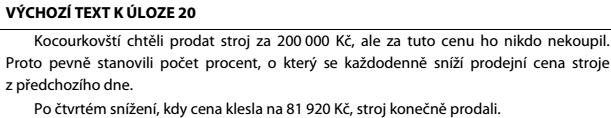 VÝCHOZÍ TEXT K ÚLOZE 20
Kocourkovští chtěli prodat stroj za 200 000 Kč, ale za tuto cenu ho nikdo nekoupil.
Proto pevně stanovili počet procent, o který se každodenně sníží prodejní cena stroje
z předchozího dne.
Po čtvrtém snížení, kdy cena klesla na 81 920 Kč, stroj konečně prodali.